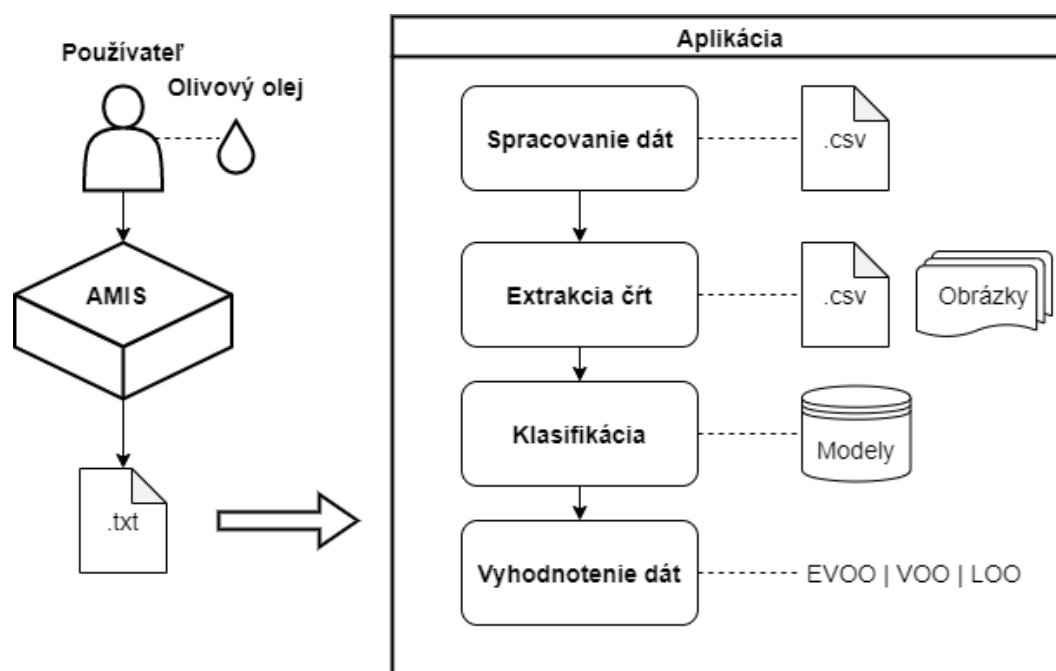 Používateľ
Olivový olej
AMIS
.txt
Aplikácia
Spracovanie dát
.csv
Extrakcia čŕt
.csv
Obrázky
Klasifikácia
Modely
Vyhodnotenie dát
EVOO | VOO | LOO